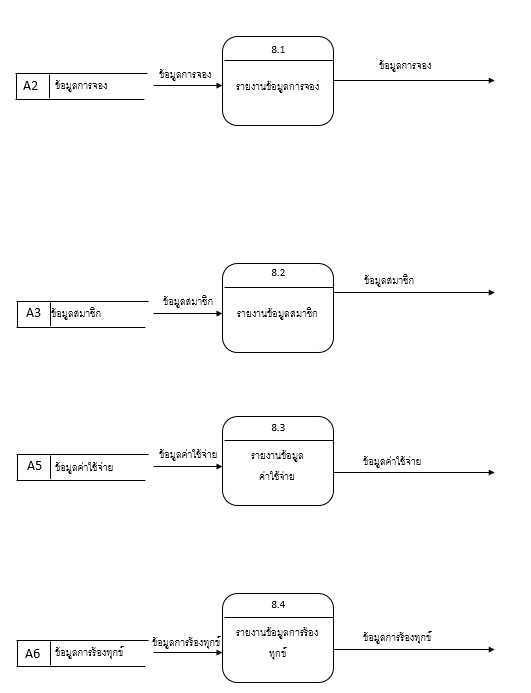 8.1
ข้อมูลการจอง
ข้อมูลการจอง
A2 ข้อมูลการจอง
รายงานข้อมูลการจอง
8.2
ข้อมูลสมาชิก
ข้อมูลสมาชิก
A3 ข้อมูลสมาชิก
รายงานข้อมูลสมาชิก
8.3
ข้อมูลค่าใช้จ่าย
รายงานข้อมูล
ค่าใช้จ่าย
ข้อมูลค่าใช้จ่าย
A5 ข้อมูลค่าใช้จ่าย
8.4
ข้อมูลการร้องทุกข์
รายงานข้อมูลการร้อง
ทุกข์
ข้อมูลการร้องทุกข์
A6 ข้อมูลการร้องทุกข์